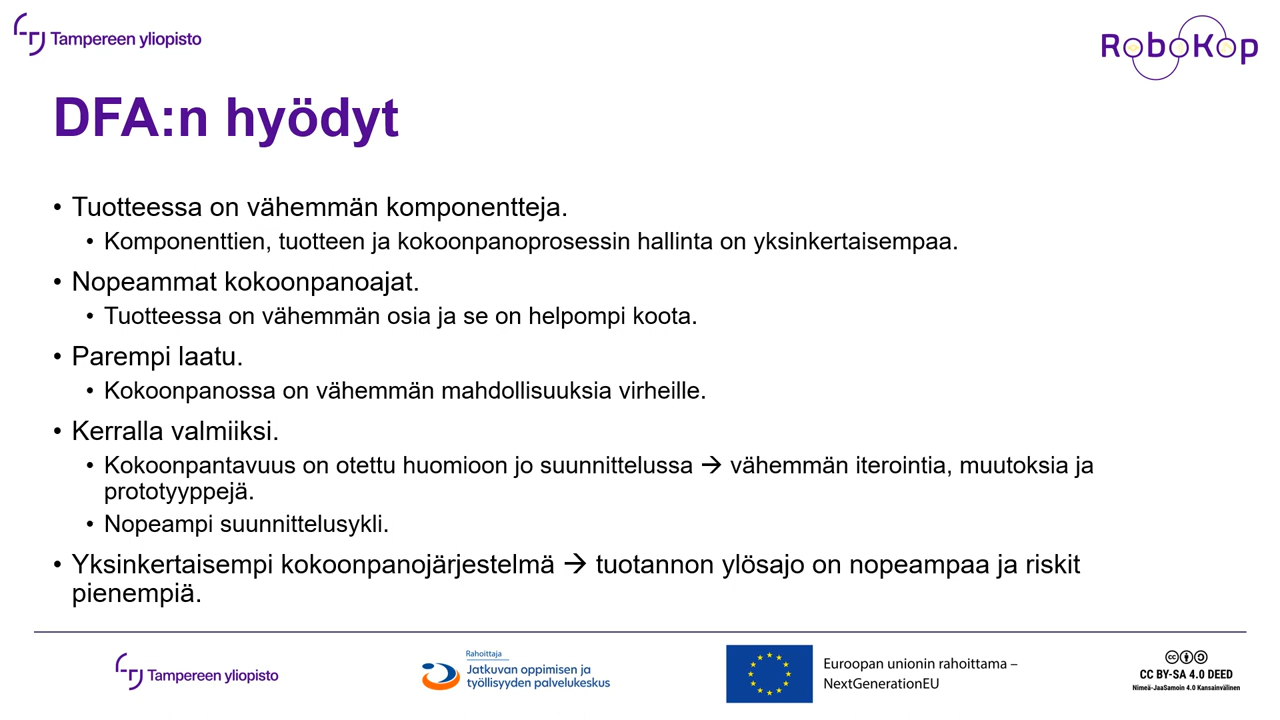 Tampereen yliopisto
RoboKop
DFA:n hyödyt
• Tuotteessa on vähemmän komponentteja.
• Komponenttien, tuotteen ja kokoonpanoprosessin hallinta on yksinkertaisempaa.
• Nopeammat kokoonpanoajat.
• Tuotteessa on vähemmän osia ja se on helpompi koota.
• Parempi laatu.
• Kokoonpanossa on vähemmän mahdollisuuksia virheille.
• Kerralla valmiiksi.
• Kokoonpantavuus on otettu huomioon jo suunnittelussa → vähemmän iterointia, muutoksia ja
prototyyppejä.
• Nopeampi suunnittelusykli.
• Yksinkertaisempi kokoonpanojärjestelmä → tuotannon ylösajo on nopeampaa ja riskit
pienempiä.
Tampereen yliopisto
Rahoittaja
Jatkuvan oppimisen ja
työllisyyden palvelukeskus
Euroopan unionin rahoittama –
NextGenerationEU
CC BY-SA 4.0 DEED
Nimeä-JaaSamoin 4.0 Kansainvälinen